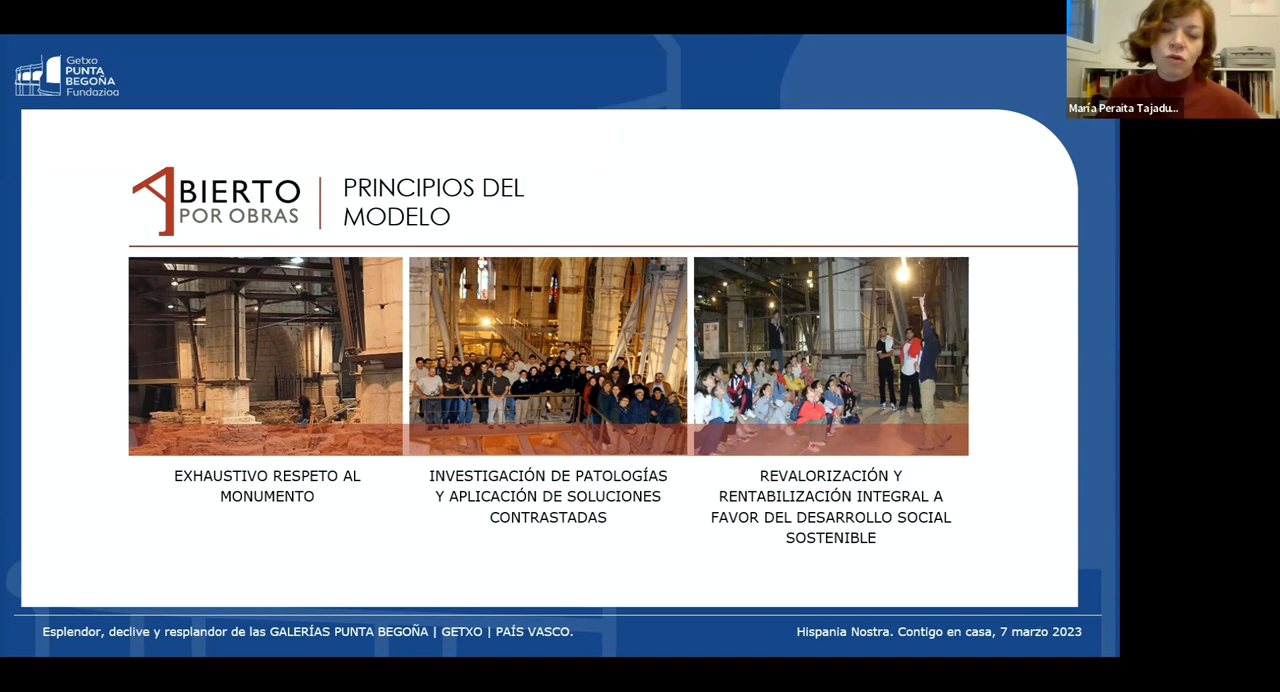 Getxo
PUNTA
BEGOÑA
Fundazioa
María Peraita Tajadu...
ABIERTO
POR OBRAS
PRINCIPIOS DEL
MODELO
EXHAUSTIVO RESPETO AL
MONUMENTO
INVESTIGACIÓN DE PATOLOGÍAS
Y APLICACIÓN DE SOLUCIONES
CONTRASTADAS
REVALORIZACIÓN Y
RENTABILIZACIÓN INTEGRAL A
FAVOR DEL DESARROLLO SOCIAL
SOSTENIBLE
Esplendor, declive y resplandor de las GALERÍAS PUNTA BEGOÑA | GETXO | PAÍS VASCO.
Hispania Nostra. Contigo en casa, 7 marzo 2023